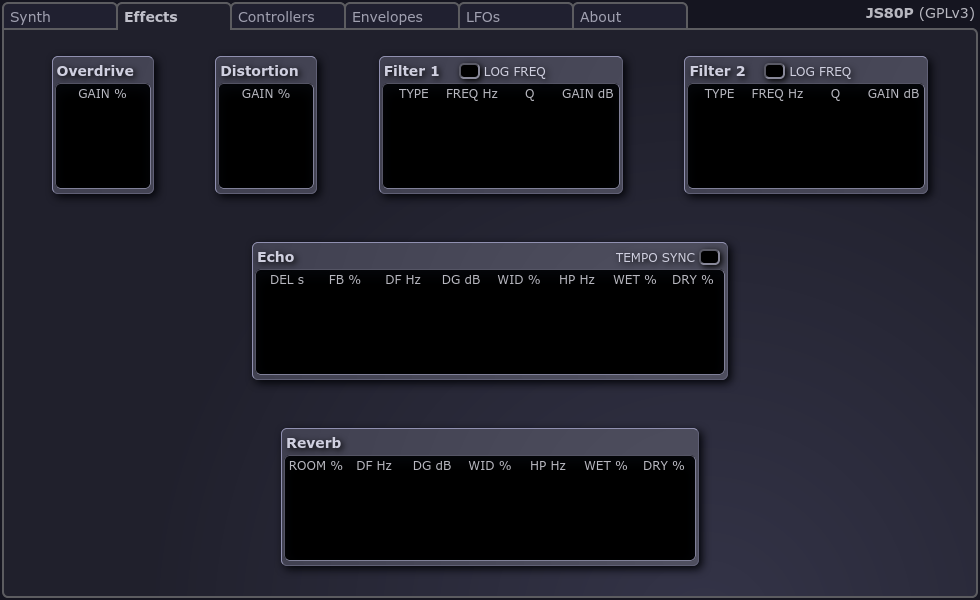 Synth Effects Controllers Envelopes LFOs About JS80P (GPLv3)
Overdrive
GAIN %
Distortion
GAIN %
Filter 1 LOG FREQ
TYPE FREQ Hz Q GAIN dB
Filter 2 LOG FREQ
TYPE FREQ Hz Q GAIN dB
Echo TEMPO SYNC
DEL s FB % DF Hz DG dB WID % HP Hz WET % DRY %
Reverb
ROOM % DF Hz DG dB WID % HP Hz WET % DRY %